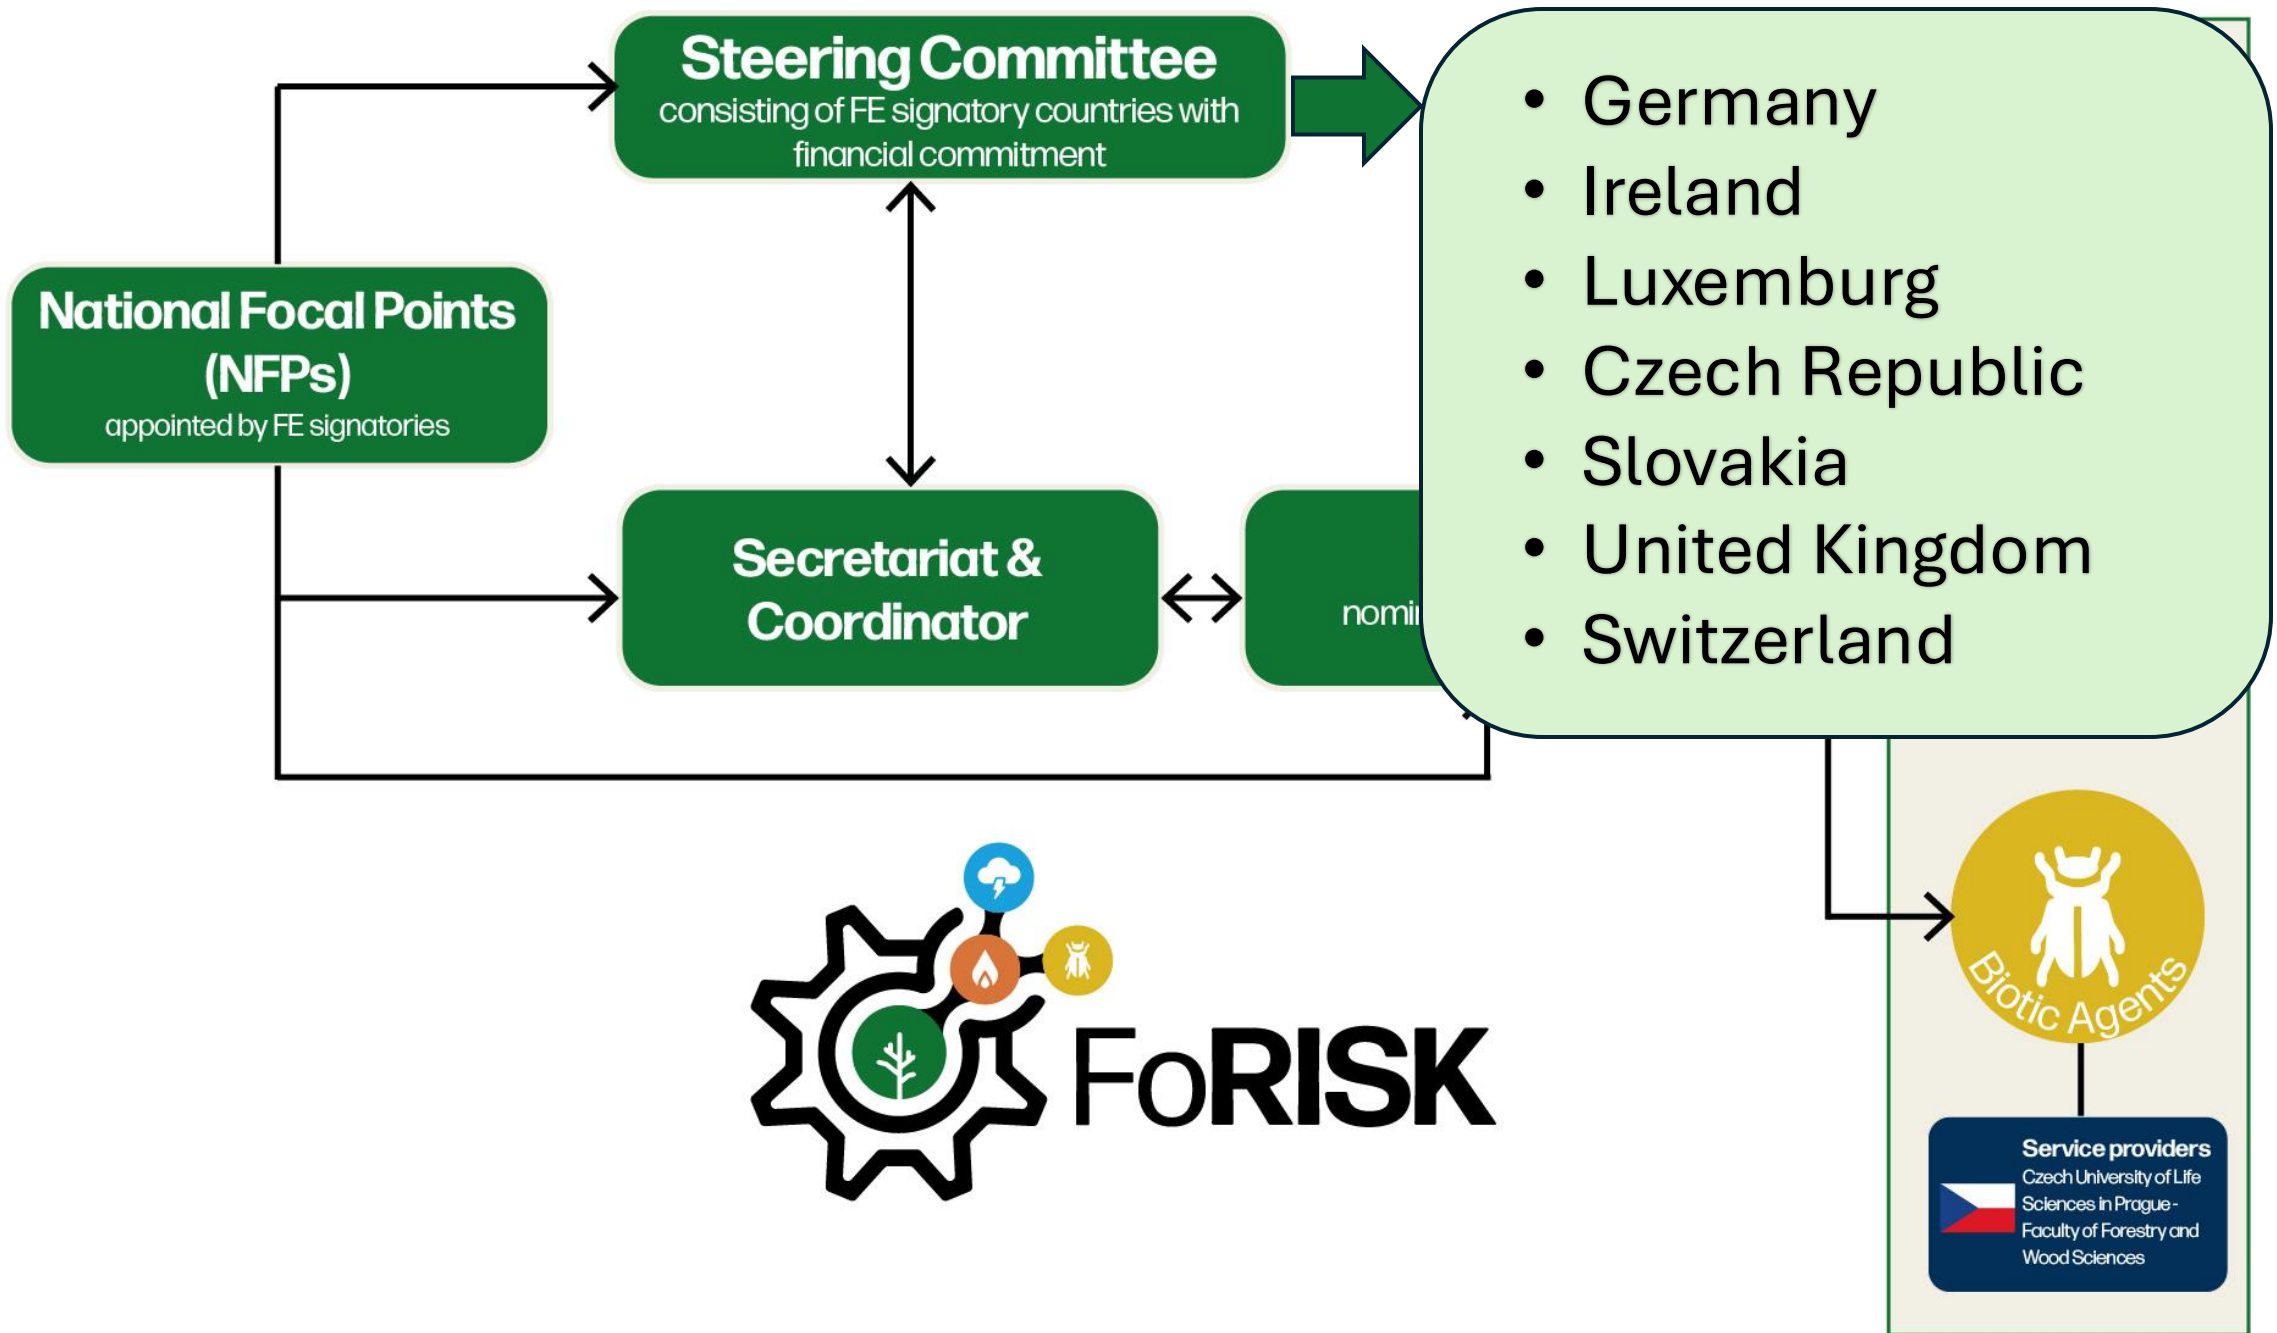 Steering Committee
consisting of FE signatory countries with
financial commitment
• Germany
• Ireland
• Luxemburg
• Czech Republic
• Slovakia
• United Kingdom
• Switzerland
National Focal Points
(NFPs)
appointed by FE signatories
Secretariat &
Coordinator
FoRISK
Biotic Agents
Service providers
Czech University of Life
Sciences in Prague -
Faculty of Forestry and
Wood Sciences